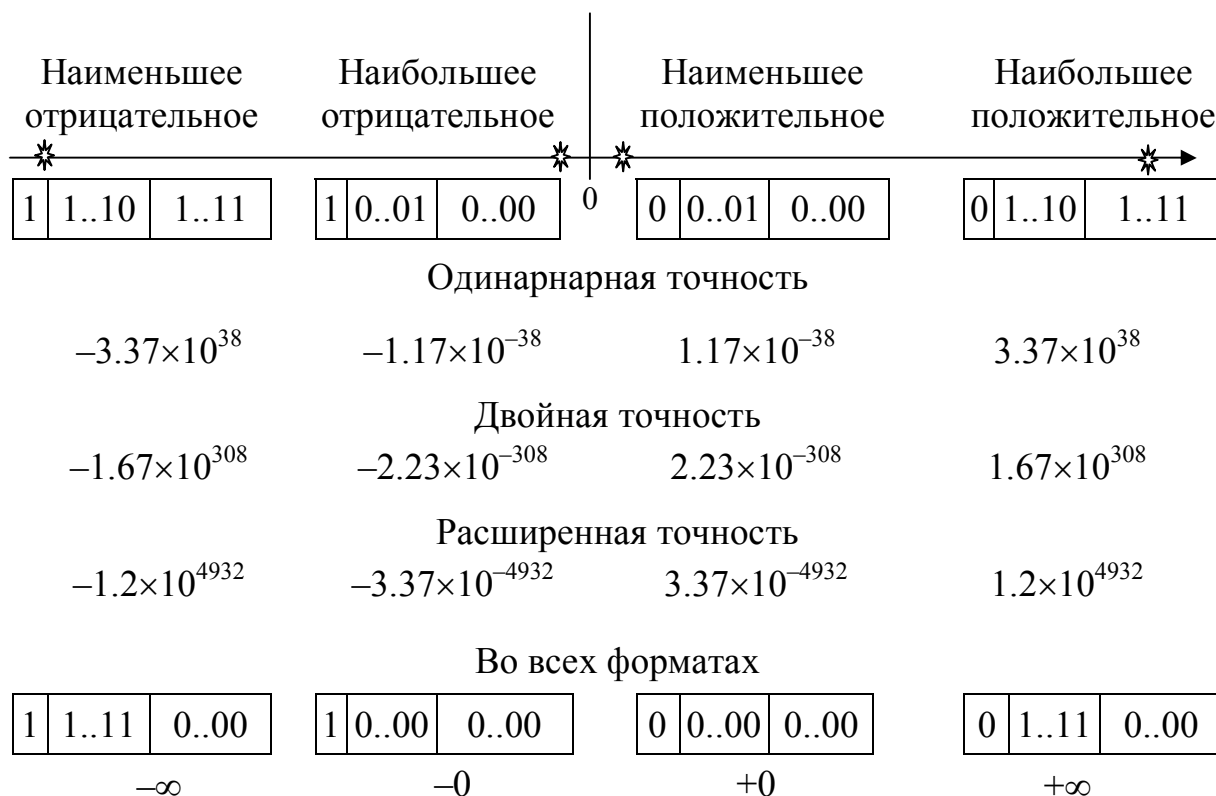 Наименьшее Наибольшее Наименьшее Наибольшее
отрицательное отрицательное положительное положительное
0
1 1..10 1..11 1 0..01 0..00 0 0..01 0..00 0 1..10 1..11
Одинарнарная точность
–3.37×10^38 –1.17×10^–38 1.17×10^–38 3.37×10^38
Двойная точность
–1.67×10^308 –2.23×10^–308 2.23×10^–308 1.67×10^308
Расширенная точность
–1.2×10^4932 –3.37×10^–4932 3.37×10^–4932 1.2×10^4932
Во всех форматах
1 1..11 0..00 1 0..00 0..00 0 0..00 0..00 0 1..11 0..00
–∞ –0 +0 +∞